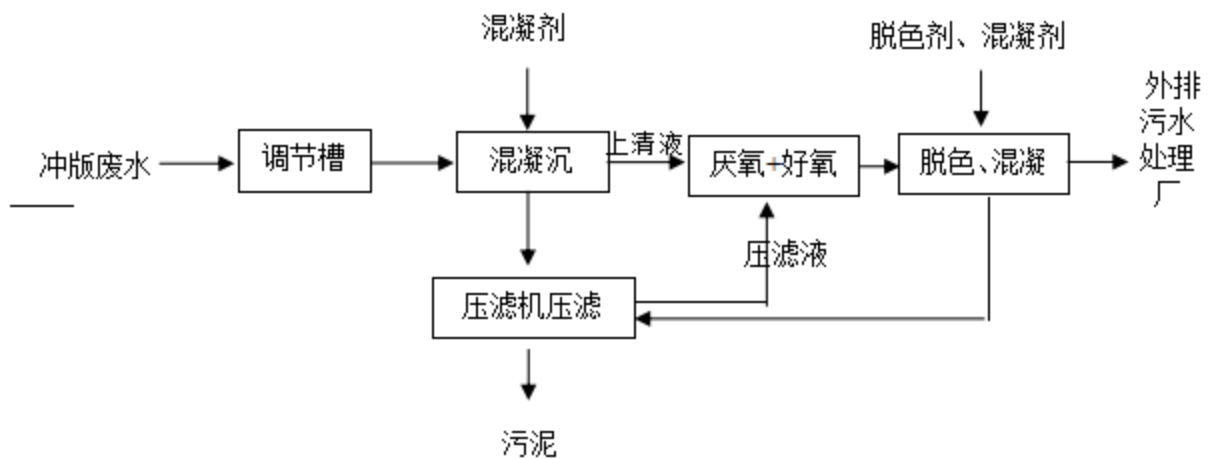 混凝剂
脱色剂、混凝剂
外排
污水
处理
厂
冲版废水
调节槽
混凝沉
上清液
厌氧+好氧
脱色、混凝
压滤液
压滤机压滤
污泥